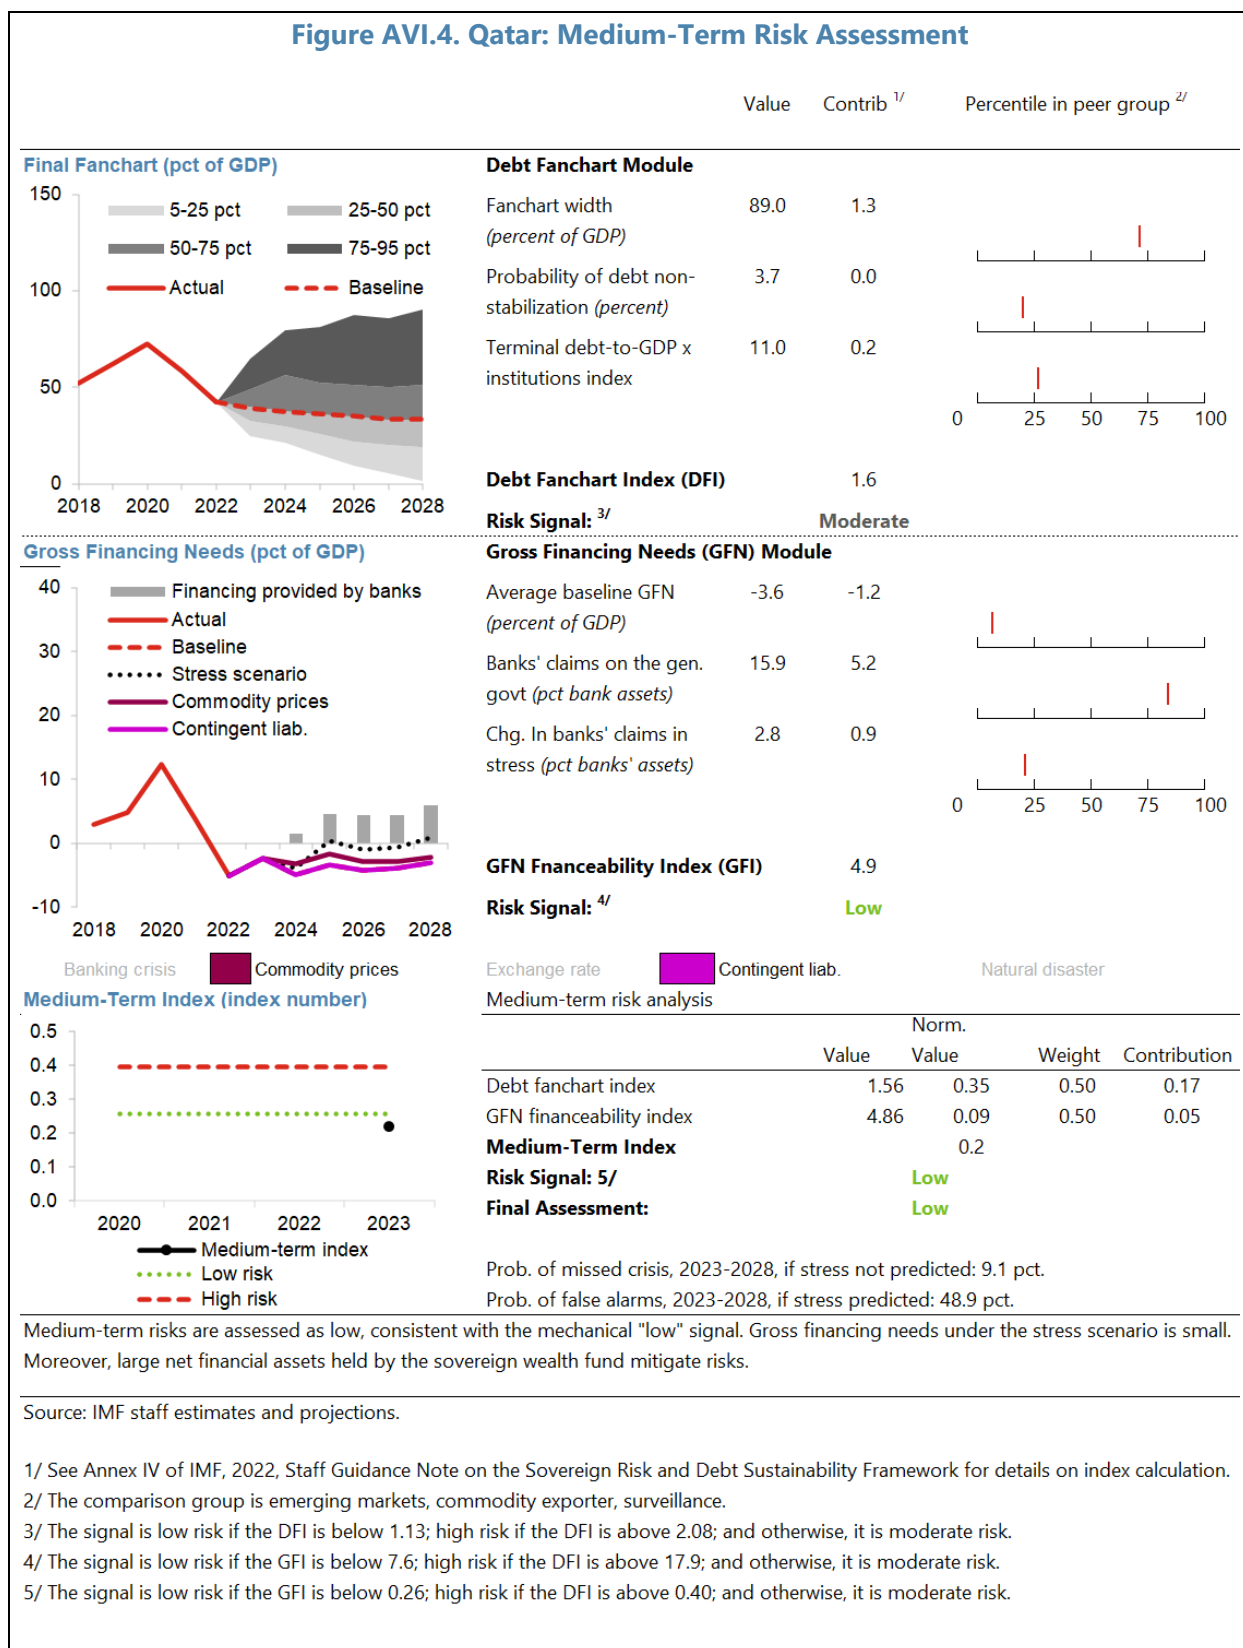 Figure AVI.4. Qatar: Medium-Term Risk Assessment
Value Contrib 1/ Percentile in peer group 2/
Final Fanchart (pct of GDP)
150
100
50
0
5-25 pct 25-50 pct
50-75 pct 75-95 pct
Actual Baseline
2018 2020 2022 2024 2026 2028
Debt Fanchart Module
Fanchart width 89.0 1.3
(percent of GDP)
Probability of debt non- 3.7 0.0
stabilization (percent)
Terminal debt-to-GDP x 11.0 0.2
institutions index
0 25 50 75 100
Debt Fanchart Index (DFI) 1.6
Risk Signal: 3/ Moderate
Gross Financing Needs (pct of GDP)
40
30
20
10
0
-10
Financing provided by banks
Actual
Baseline
Stress scenario
Commodity prices
Contingent liab.
2018 2020 2022 2024 2026 2028
Gross Financing Needs (GFN) Module
Average baseline GFN -3.6 -1.2
(percent of GDP)
Banks' claims on the gen. 15.9 5.2
govt (pct bank assets)
Chg. In banks' claims in 2.8 0.9
stress (pct banks' assets)
0 25 50 75 100
GFN Fnanceability Index (GFI) 4.9
Risk Signal: 4/ Low
Banking crisis Commodity prices Exchange rate Contingent liab. Natural disaster
Medium-Term Index (index number)
0.5
0.4
0.3
0.2
0.1
0.0
2020 2021 2022 2023
Medium-term index
Low risk
High risk
Medium-term risk analysis
Norm.
Value Value Weight Contribution
Debt fanchart index 1.56 0.35 0.50 0.17
GFN financeability index 4.86 0.09 0.50 0.05
Medium-Term Index 0.2
Risk Signal: 5/ Low
Final Assessment: Low
Prob. of missed crisis, 2023-2028, if stress not predicted: 9.1 pct.
Prob. of false alarms, 2023-2028, if stress predicted: 48.9 pct.
Medium-term risks are assessed as low, consistent with the mechanical "low" signal. Gross financing needs under the stress scenario is small.
Moreover, large net financial assets held by the sovereign wealth fund mitigate risks.
Source: IMF staff estimates and projections.
1/ See Annex IV of IMF, 2022, Staff Guidance Note on the Sovereign Risk and Debt Sustainability Framework for details on index calculation.
2/ The comparison group is emerging markets, commodity exporter, surveillance.
3/ The signal is low risk if the DFI is below 1.13; high risk if the DFI is above 2.08; and otherwise, it is moderate risk.
4/ The signal is low risk if the GFI is below 7.6; high risk if the DFI is above 17.9; and otherwise, it is moderate risk.
5/ The signal is low risk if the GFI is below 0.26; high risk if the DFI is above 0.40; and otherwise, it is moderate risk.